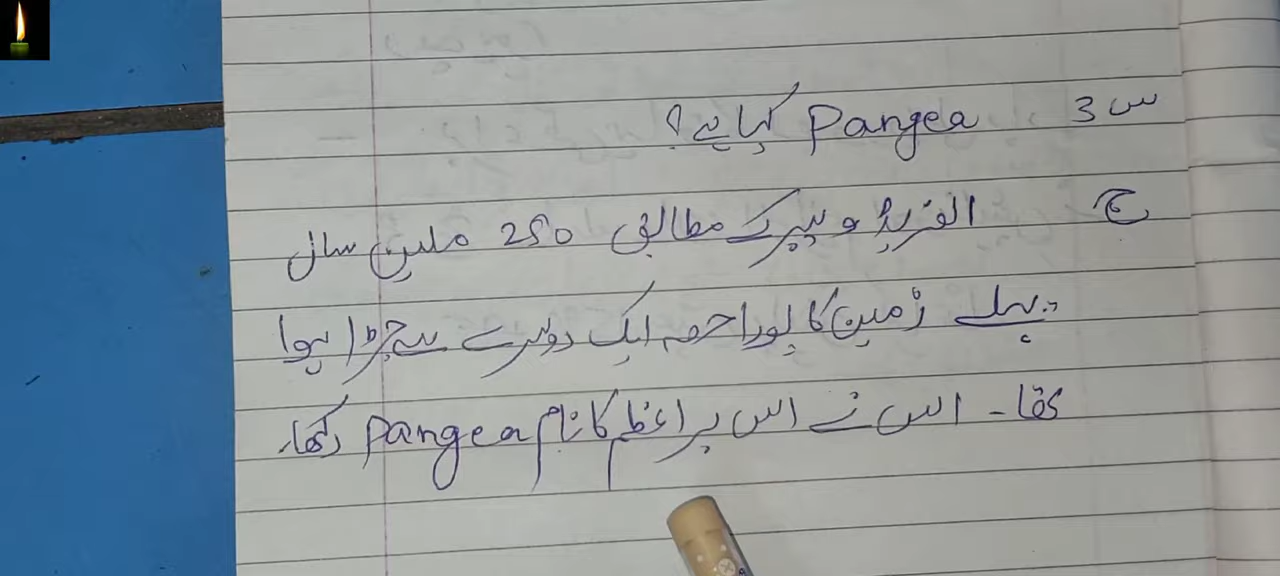 س 3 Pangea کیا ہے؟
ج الفریڈ ویپر کے مطابق 250 ملین سال
پہلے زمین کا پورا حصہ ایک دوسرے سے جڑا ہوا
تھا۔ اس نے اس براعظم کا نام Pangea رکھا۔